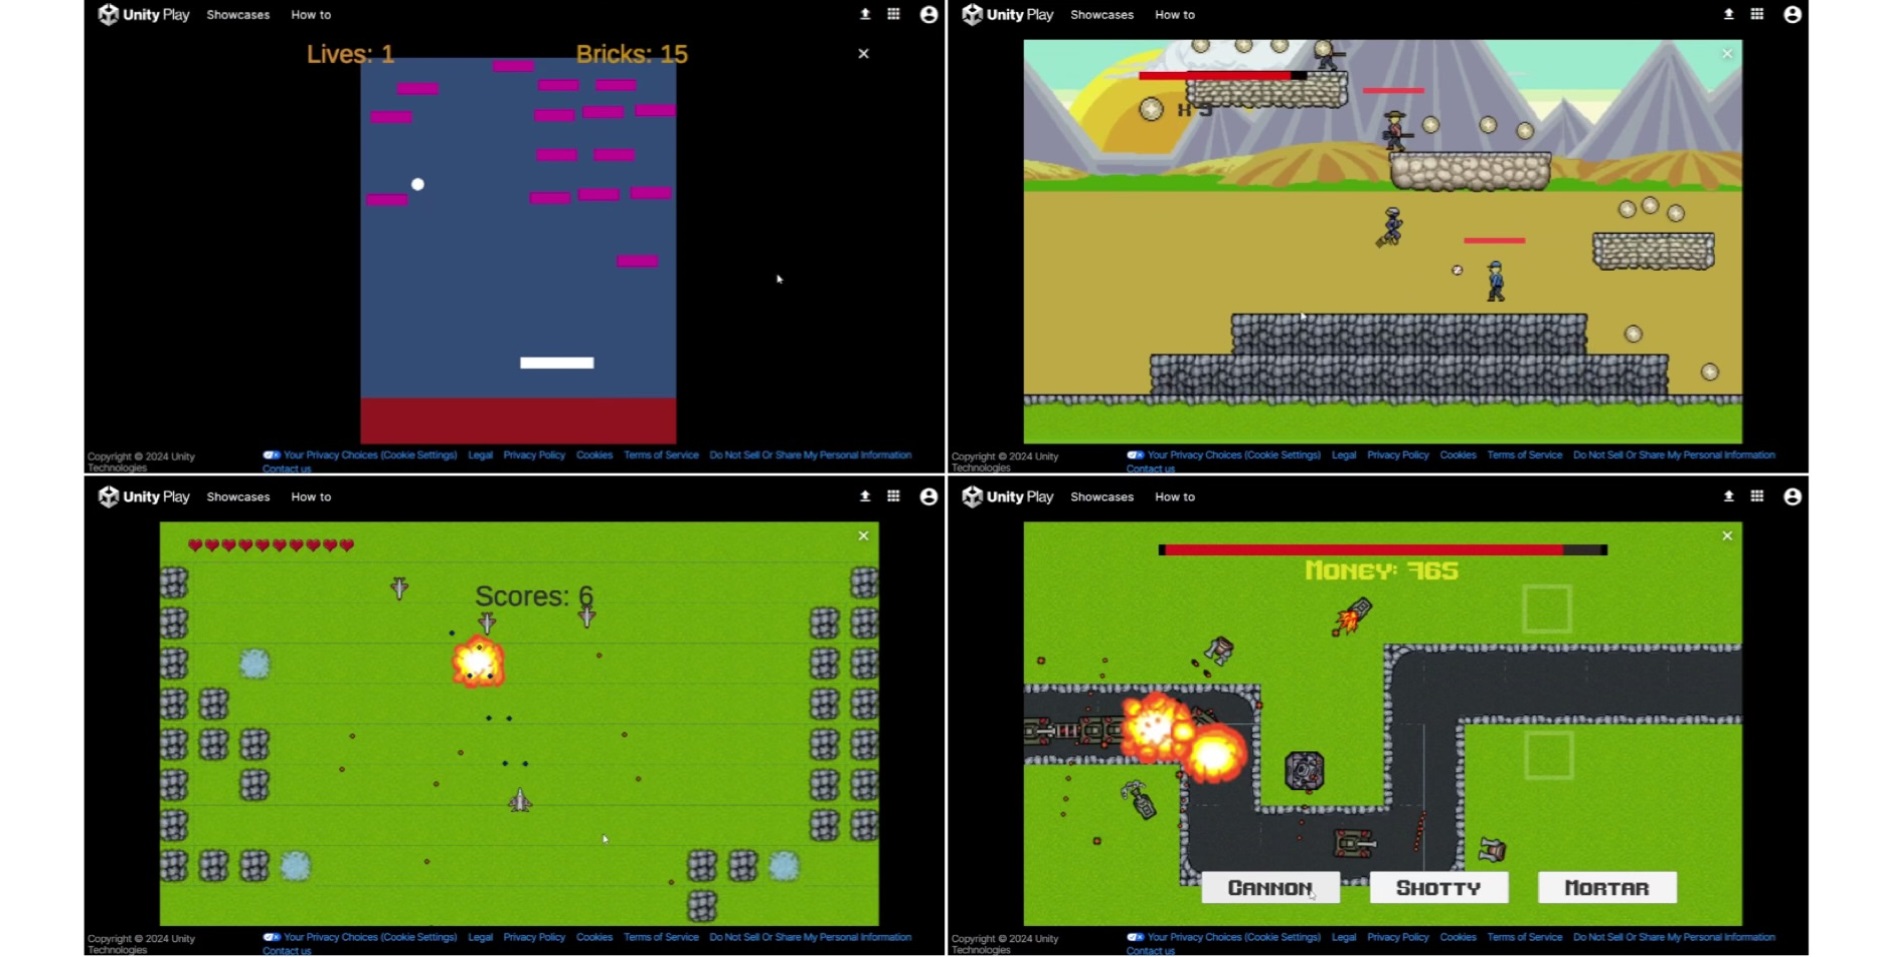 Unity Play Showcases How to
Lives: 1 Bricks: 15
Copyright © 2024 Unity
Technologies
Your Privacy Choices (Cookie Settings) Legal Privacy Policy Cookies Terms of Service Do Not Sell Or Share My Personal Information
Contact us
Unity Play Showcases How to
X 9
Copyright © 2024 Unity
Technologies
Your Privacy Choices (Cookie Settings) Legal Privacy Policy Cookies Terms of Service Do Not Sell Or Share My Personal Information
Contact us
Unity Play Showcases How to
Scores: 6
Copyright © 2024 Unity
Technologies
Your Privacy Choices (Cookie Settings) Legal Privacy Policy Cookies Terms of Service Do Not Sell Or Share My Personal Information
Contact us
Unity Play Showcases How to
Money: 765
Cannon Shotty Mortar
Copyright © 2024 Unity
Technologies
Your Privacy Choices (Cookie Settings) Legal Privacy Policy Cookies Terms of Service Do Not Sell Or Share My Personal Information
Contact us